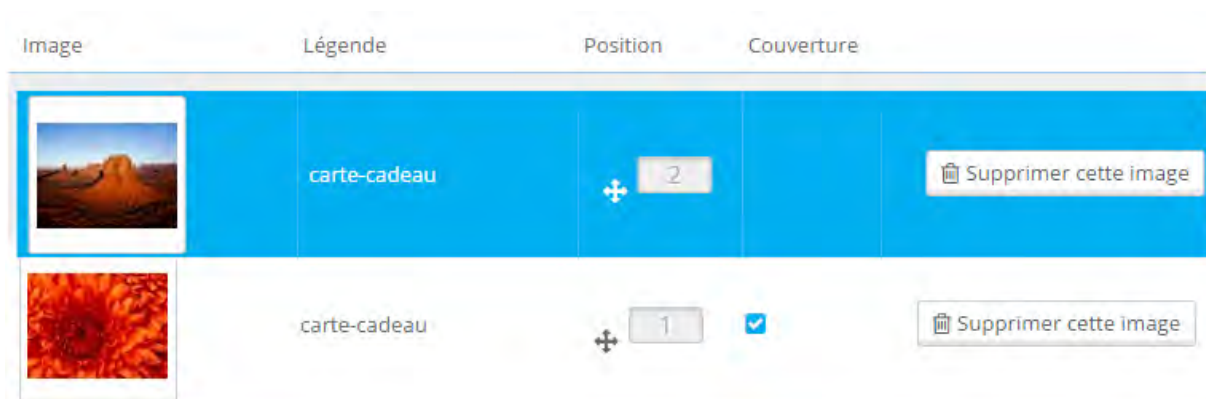 Image Légende Position Couverture
carte-cadeau 2 Supprimer cette image
carte-cadeau 1 Supprimer cette image